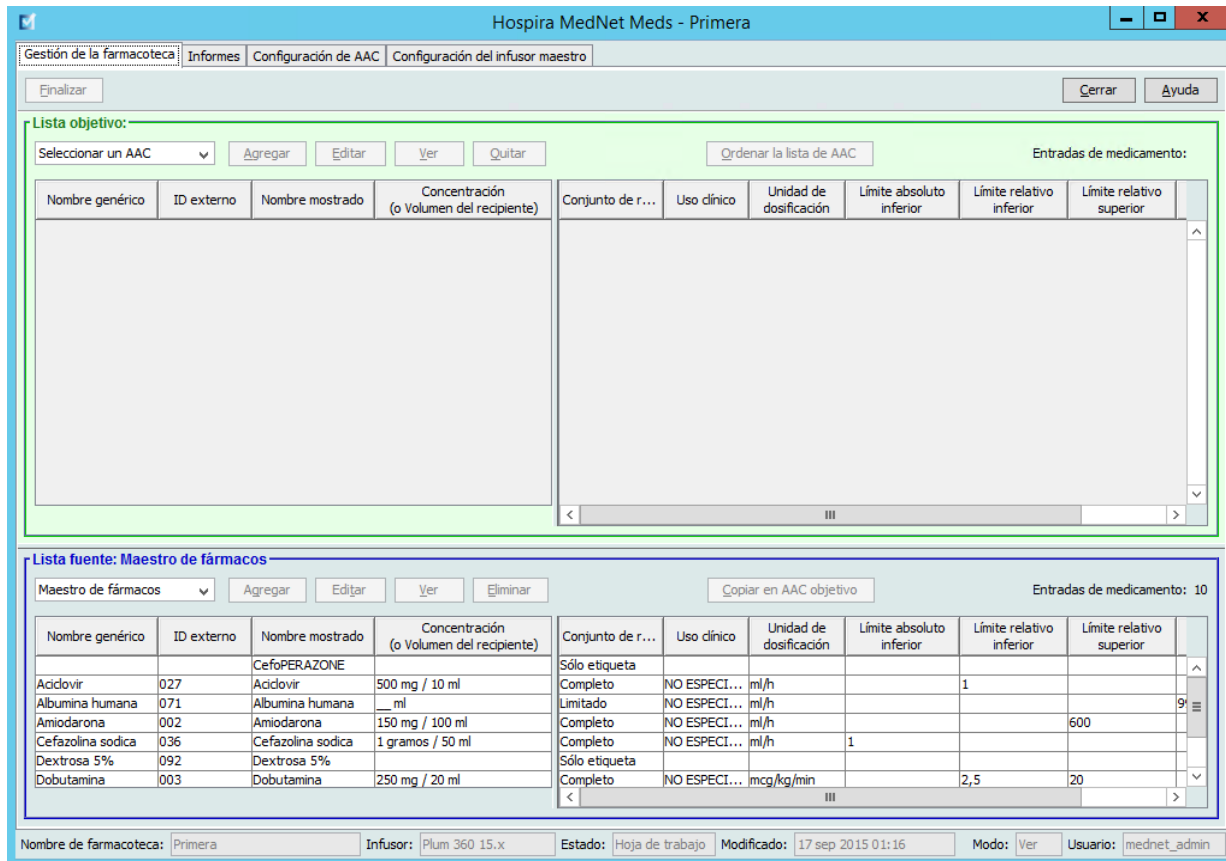 Hospira MedNet Meds - Primera
Gestión de la farmacoteca Informes Configuración de AAC Configuración del infusor maestro
Finalizar Cerrar Ayuda
Lista objetivo:
Seleccionar un AAC Agregar Editar Ver Quitar Ordenar la lista de AAC Entradas de medicamento:
Nombre genérico ID externo Nombre mostrado Concentración (o Volumen del recipiente) Conjunto de r... Uso clínico Unidad de dosificación Límite absoluto inferior Límite relativo inferior Límite relativo superior
Lista fuente: Maestro de fármacos
Maestro de fármacos Agregar Editar Ver Eliminar Copiar en AAC objetivo Entradas de medicamento: 10
Nombre genérico ID externo Nombre mostrado Concentración (o Volumen del recipiente) Conjunto de r... Uso clínico Unidad de dosificación Límite absoluto inferior Límite relativo inferior Límite relativo superior
CefoPERAZONE Sólo etiqueta
Aciclovir 027 Aciclovir 500 mg / 10 ml Completo NO ESPECI... ml/h 1
Albumina humana 071 Albumina humana __ ml Limitado NO ESPECI... ml/h
Amiodarona 002 Amiodarona 150 mg / 100 ml Completo NO ESPECI... ml/h 600
Cefazolina sodica 036 Cefazolina sodica 1 gramos / 50 ml Completo NO ESPECI... ml/h 1
Dextrosa 5% 092 Dextrosa 5% Sólo etiqueta
Dobutamina 003 Dobutamina 250 mg / 20 ml Completo NO ESPECI... mcg/kg/min 2,5 20
Nombre de farmacoteca: Primera Infusor: Plum 360 15.x Estado: Hoja de trabajo Modificado: 17 sep 2015 01:16 Modo: Ver Usuario: mednet_admin